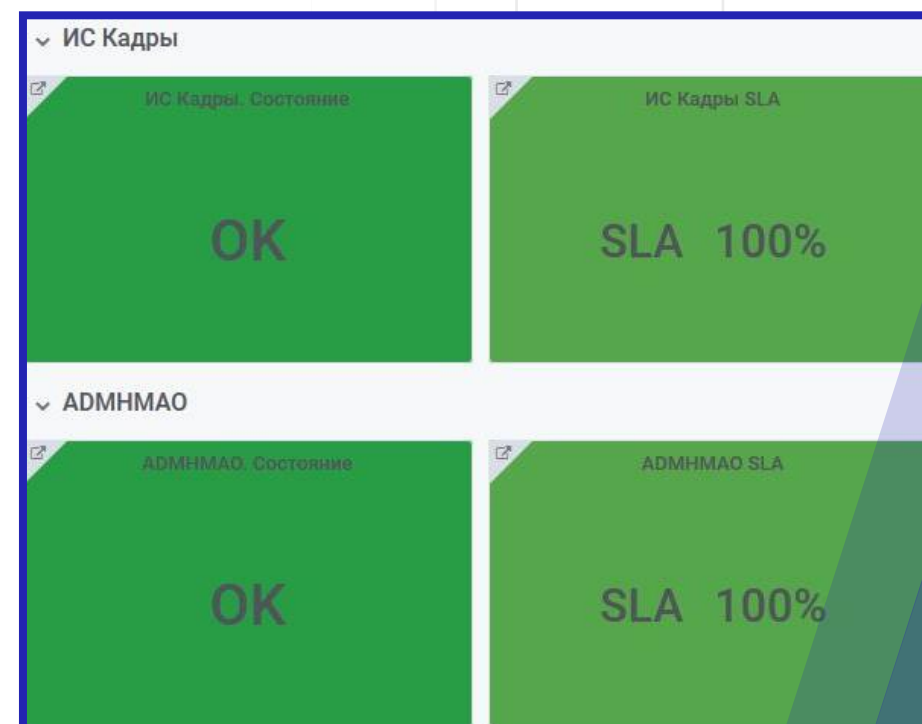 ИС Кадры
ИС Кадры. Состояние
ИС Кадры SLA
OK
SLA 100%
ADMHMAO
ADMHMAO. Состояние
ADMHMAO SLA
OK
SLA 100%